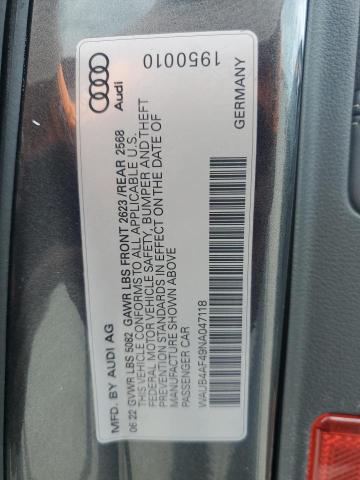 Audi
1950010
GERMANY
MFD. BY AUDI AG
06 22 GVWR LBS 5082 GAWR LBS FRONT 2623 / REAR 2568
THIS VEHICLE CONFORMS TO ALL APPLICABLE U.S.
FEDERAL MOTOR VEHICLE SAFETY, BUMPER AND THEFT
PREVENTION STANDARDS IN EFFECT ON THE DATE OF
MANUFACTURE SHOWN ABOVE
PASSENGER CAR
WAUB4AF49NA047118